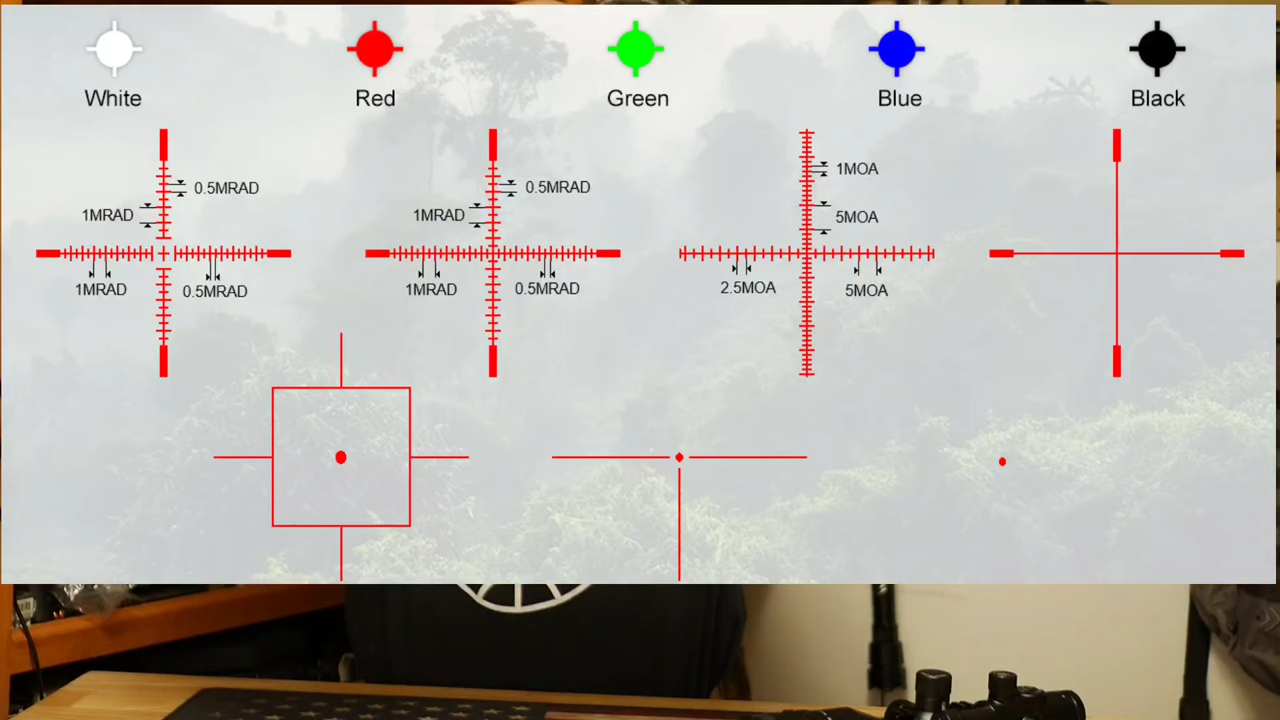 White
Red
Green
Blue
Black
0.5MRAD
1MRAD
1MRAD
0.5MRAD
0.5MRAD
1MRAD
1MRAD
0.5MRAD
1MOA
5MOA
2.5MOA
5MOA